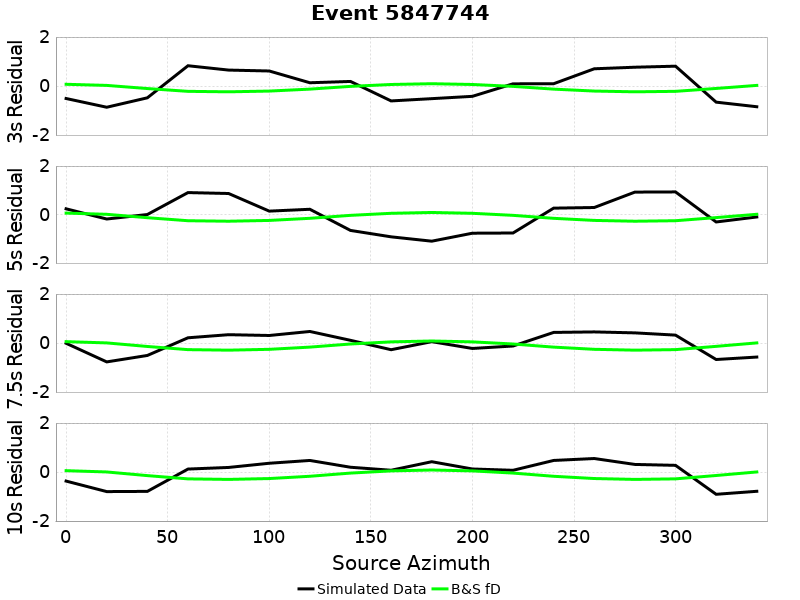 Event 5847744
3s Residual
2
0
-2
5s Residual
2
0
-2
7.5s Residual
2
0
-2
10s Residual
2
0
-2
0 50 100 150 200 250 300
Source Azimuth
Simulated Data B&S fD